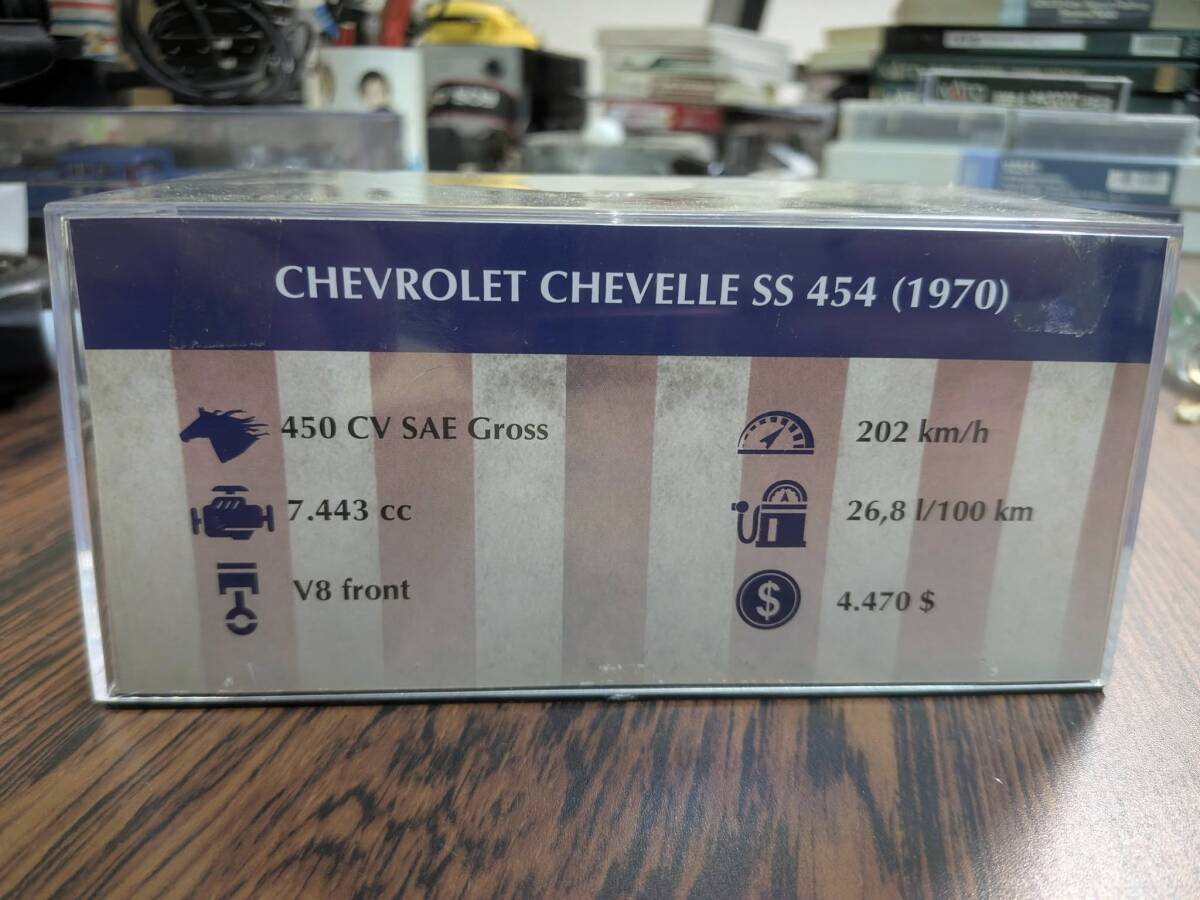 CHEVROLET CHEVELLE SS 454 (1970)
450 CV SAE Gross
7.443 cc
V8 front
202 km/h
26,8 l/100 km
$
4.470 $